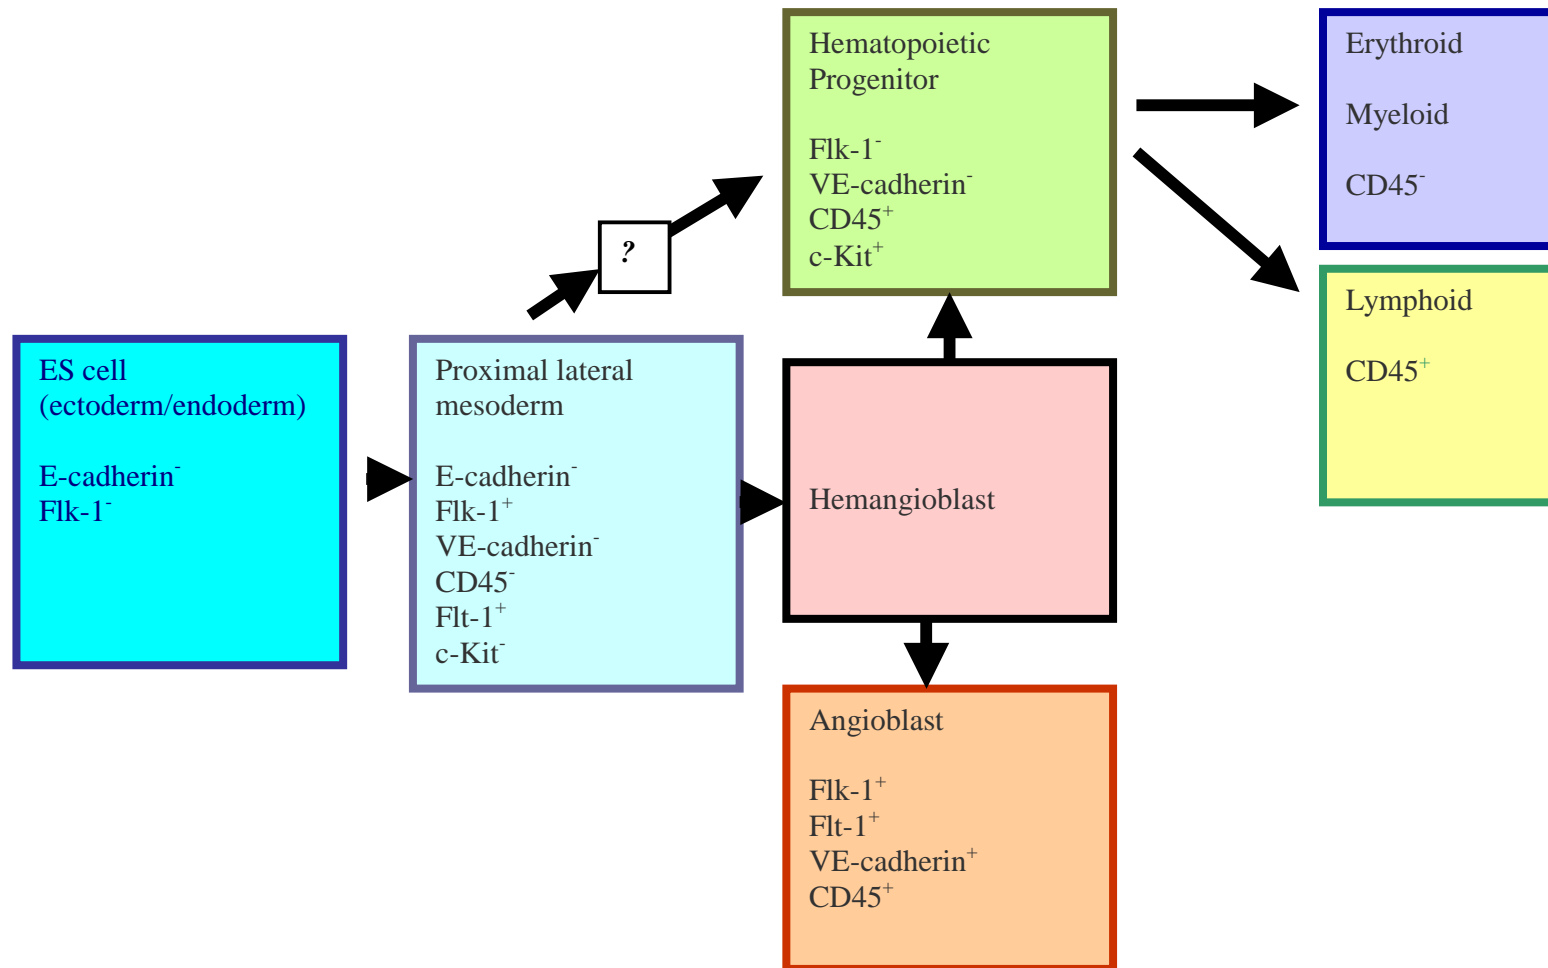 ES cell
(ectoderm/endoderm)
E-cadherin⁻
Flk-1⁻
Proximal lateral
mesoderm
E-cadherin⁻
Flk-1⁺
VE-cadherin⁻
CD45⁻
Flt-1⁺
c-Kit⁻
?
Hematopoietic
Progenitor
Flk-1⁻
VE-cadherin⁻
CD45⁺
c-Kit⁺
Hemangioblast
Angioblast
Flk-1⁺
Flt-1⁺
VE-cadherin⁺
CD45⁺
Erythroid
Myeloid
CD45⁻
Lymphoid
CD45⁺